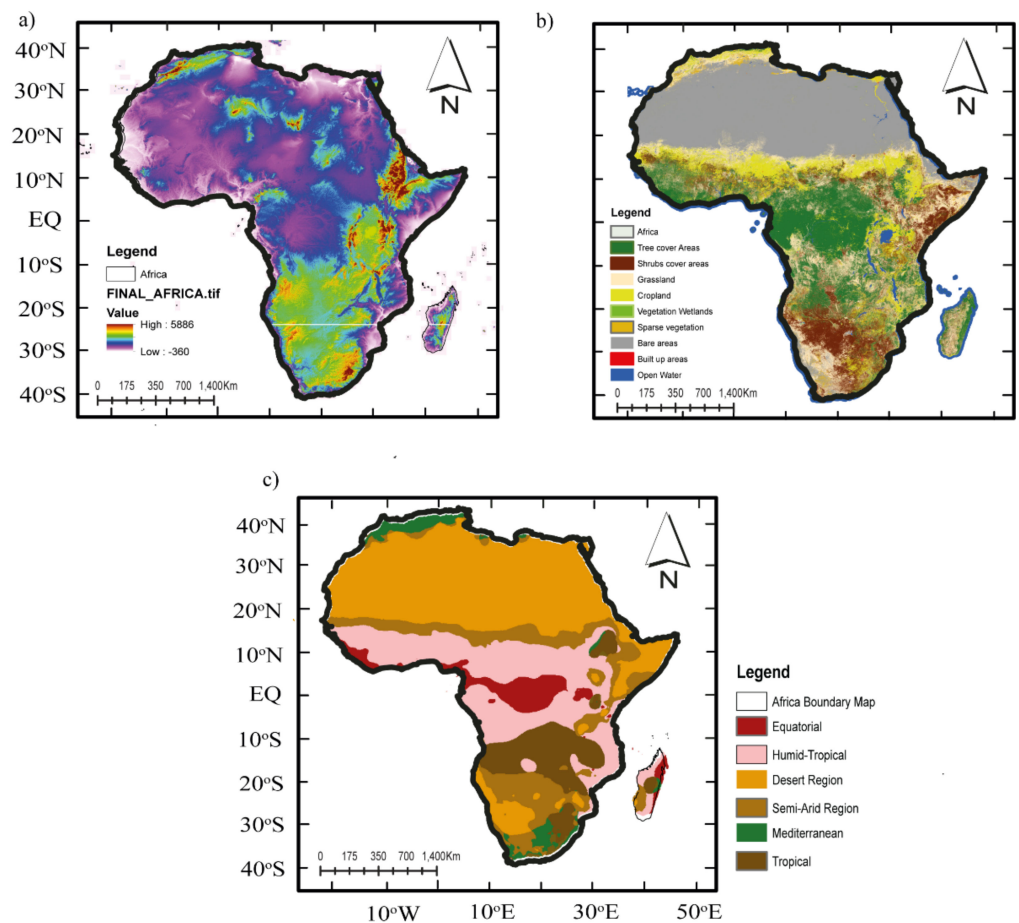 a)
40°N
30°N
20°N
10°N
EQ
10°S
20°S
30°S
40°S
N
Legend
Africa
FINAL_AFRICA.tif
Value
High : 5886
Low : -360
0 175 350 700 1,400Km
b)
N
Legend
Africa
Tree cover Areas
Shrubs cover areas
Grassland
Cropland
Vegetation Wetlands
Sparse vegetation
Bare areas
Built up areas
Open Water
0 175 350 700 1,400Km
c)
40°N
30°N
20°N
10°N
EQ
10°S
20°S
30°S
40°S
N
0 175 350 700 1,400Km
10°W 10°E 30°E 50°E
Legend
Africa Boundary Map
Equatorial
Humid-Tropical
Desert Region
Semi-Arid Region
Mediterranean
Tropical